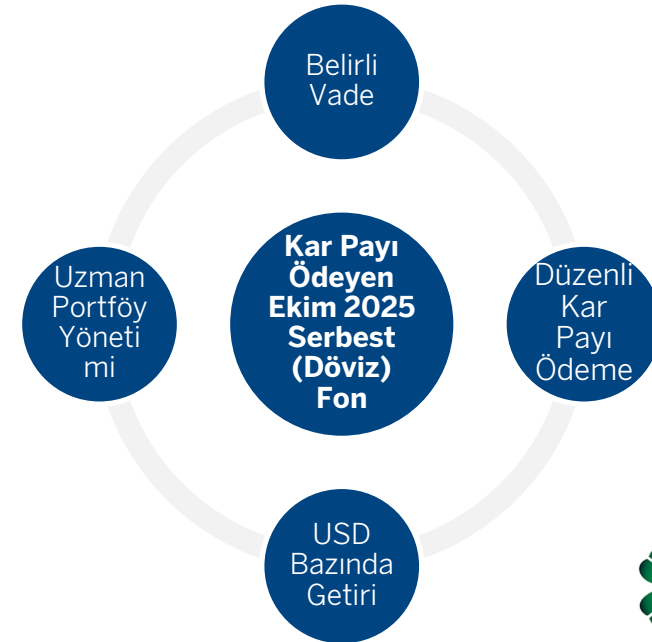 Belirli
Vade
Kar Payı
Ödeyen
Ekim 2025
Serbest
(Döviz)
Fon
Uzman
Portföy
Yöneti
mi
Düzenli
Kar
Payı
Ödeme
USD
Bazında
Getiri